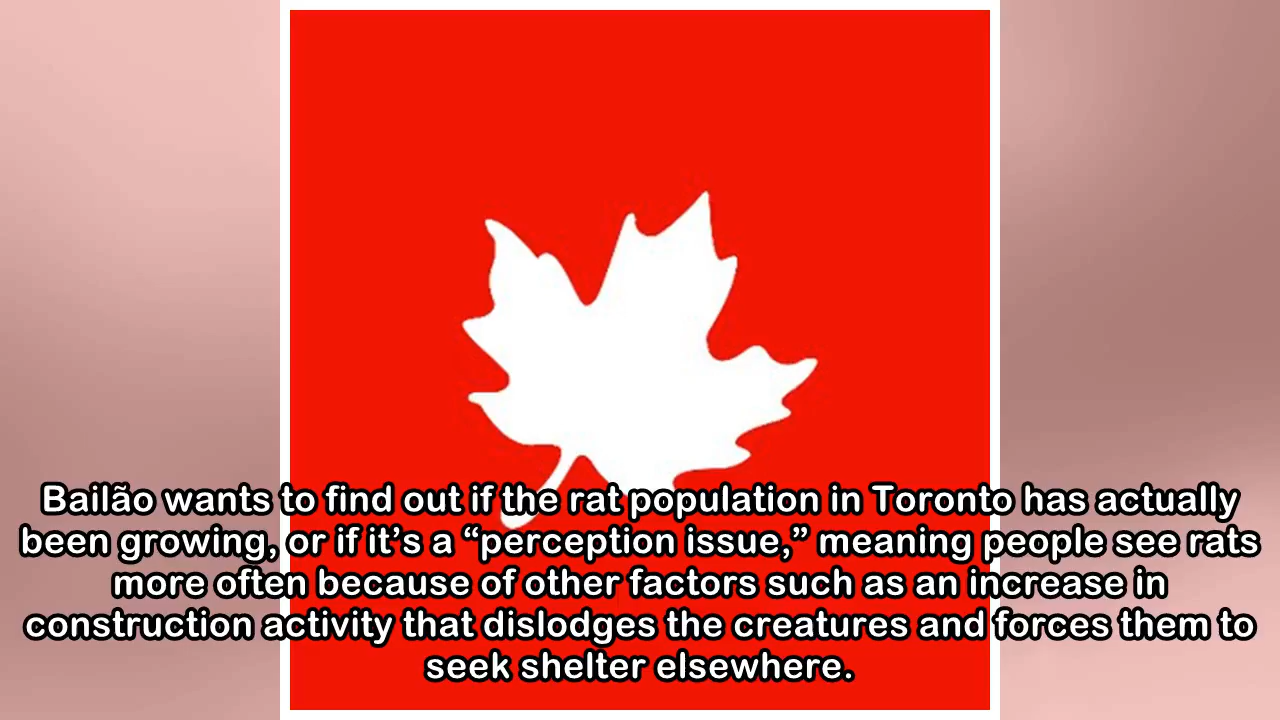 Bailão wants to find out if the rat population in Toronto has actually
been growing, or if it’s a “perception issue,” meaning people see rats
more often because of other factors such as an increase in
construction activity that dislodges the creatures and forces them to
seek shelter elsewhere.